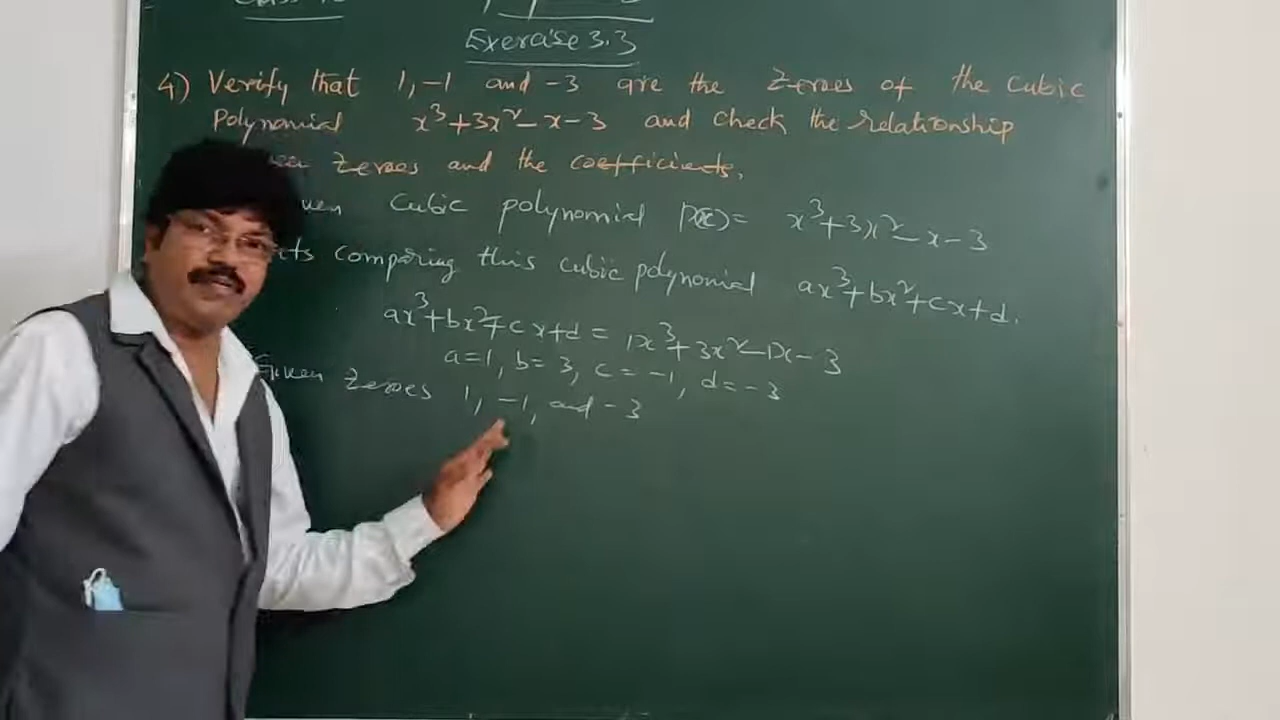 Exercise 3.3
4) Verify that 1, -1 and -3 are the Zeroes of the cubic
Polynomial x³+3x²-x-3 and check the relationship
Zeroes and the coefficients.
Cubic polynomial p(x)= x³+3x²-x-3
comparing this cubic polynomial ax³+bx²+cx+d.
ax³+bx²+cx+d = 1x³+3x²-1x-3
a=1, b=3, c=-1, d=-3
Given Zeroes 1, -1, and -3